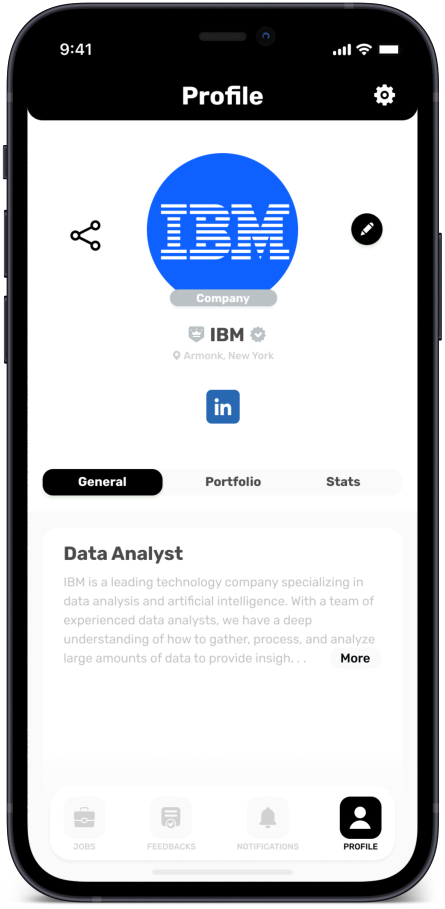 9:41
Profile
IBM
Company
IBM
Armonk, New York
in
General Portfolio Stats
Data Analyst
IBM is a leading technology company specializing in
data analysis and artificial intelligence. With a team of
experienced data analysts, we have a deep
understanding of how to gather, process, and analyze
large amounts of data to provide insigh. . . More
JOBS FEEDBACKS NOTIFICATIONS PROFILE